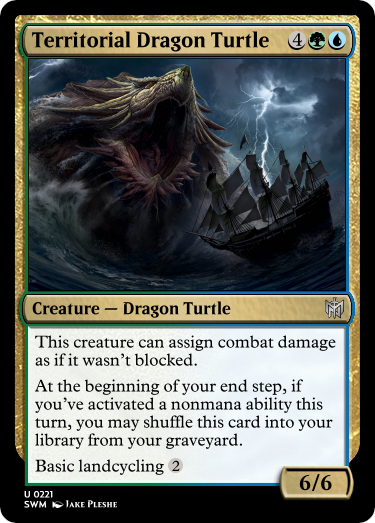 Territorial Dragon Turtle 4
Creature — Dragon Turtle
This creature can assign combat damage
as if it wasn't blocked.
At the beginning of your end step, if
you've activated a nonmana ability this
turn, you may shuffle this card into your
library from your graveyard.
Basic landcycling 2
6/6
U 0221
SWM Jake Pleshe